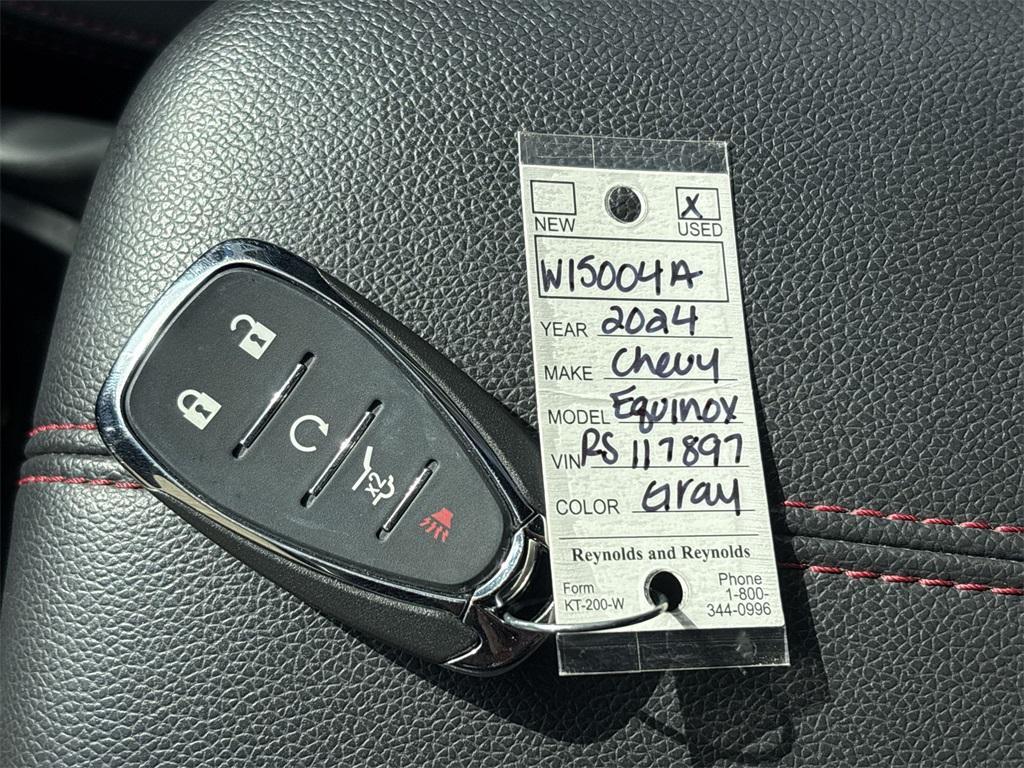 X
NEW USED
W15004A
YEAR 2024
MAKE Chevy
MODEL Equinox
VIN RS 117897
COLOR Gray
Reynolds and Reynolds
Form Phone
KT-200-W 1-800-
344-0996
X2